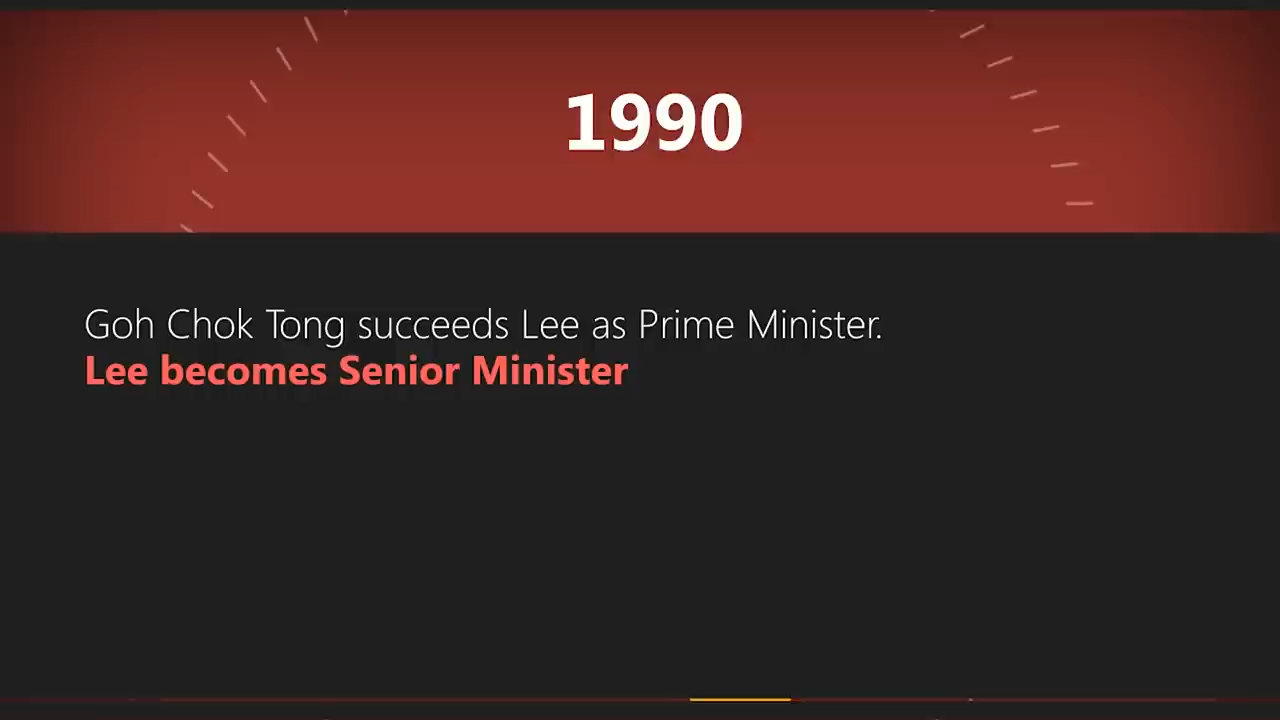 1990
Goh Chok Tong succeeds Lee as Prime Minister.
Lee becomes Senior Minister